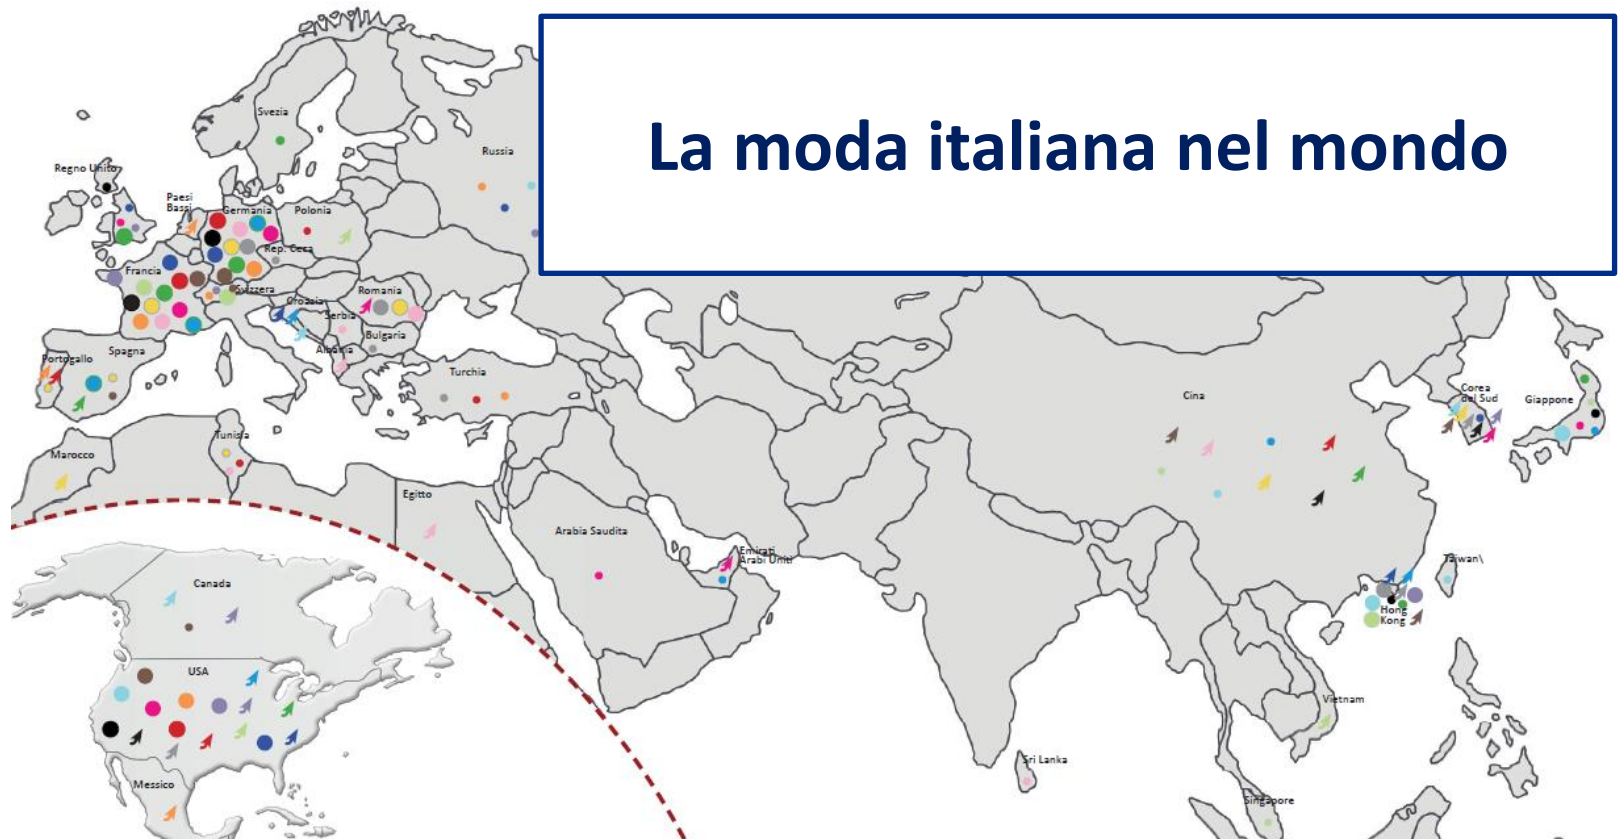 La moda italiana nel mondo
Svezia
Russia
Regno Unito
Paesi
Bassi
Germania
Polonia
Rep. Ceca
Francia
Svizzera
Croazia
Romania
Serbia
Bulgaria
Albania
Portogallo
Spagna
Turchia
Tunisia
Marocco
Egitto
Arabia Saudita
Emirati
Arabi Uniti
Cina
Corea
del Sud
Giappone
Taiwan\
Hong
Kong
Vietnam
Sri Lanka
Singapore
Canada
USA
Messico